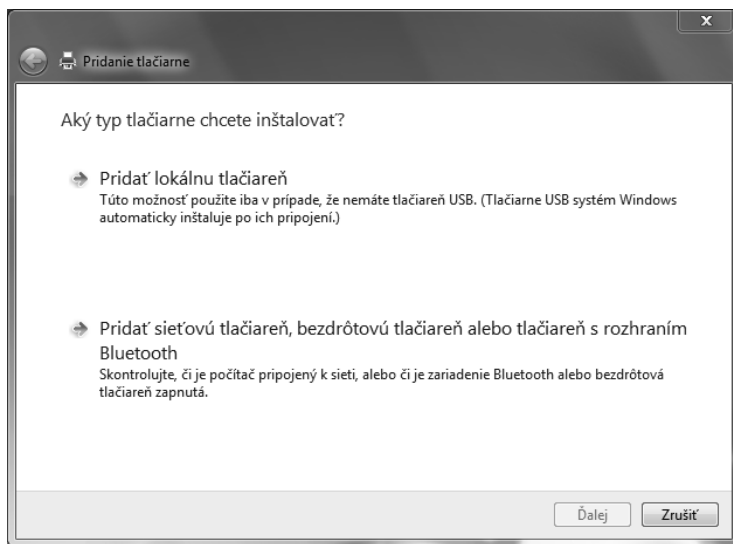 x
Pridanie tlačiarne
Aký typ tlačiarne chcete inštalovať?
Pridať lokálnu tlačiareň
Túto možnosť použite iba v prípade, že nemáte tlačiareň USB. (Tlačiarne USB systém Windows
automaticky inštaluje po ich pripojení.)
Pridať sieťovú tlačiareň, bezdrôtovú tlačiareň alebo tlačiareň s rozhraním
Bluetooth
Skontrolujte, či je počítač pripojený k sieti, alebo či je zariadenie Bluetooth alebo bezdrôtová
tlačiareň zapnutá.
Ďalej Zrušiť